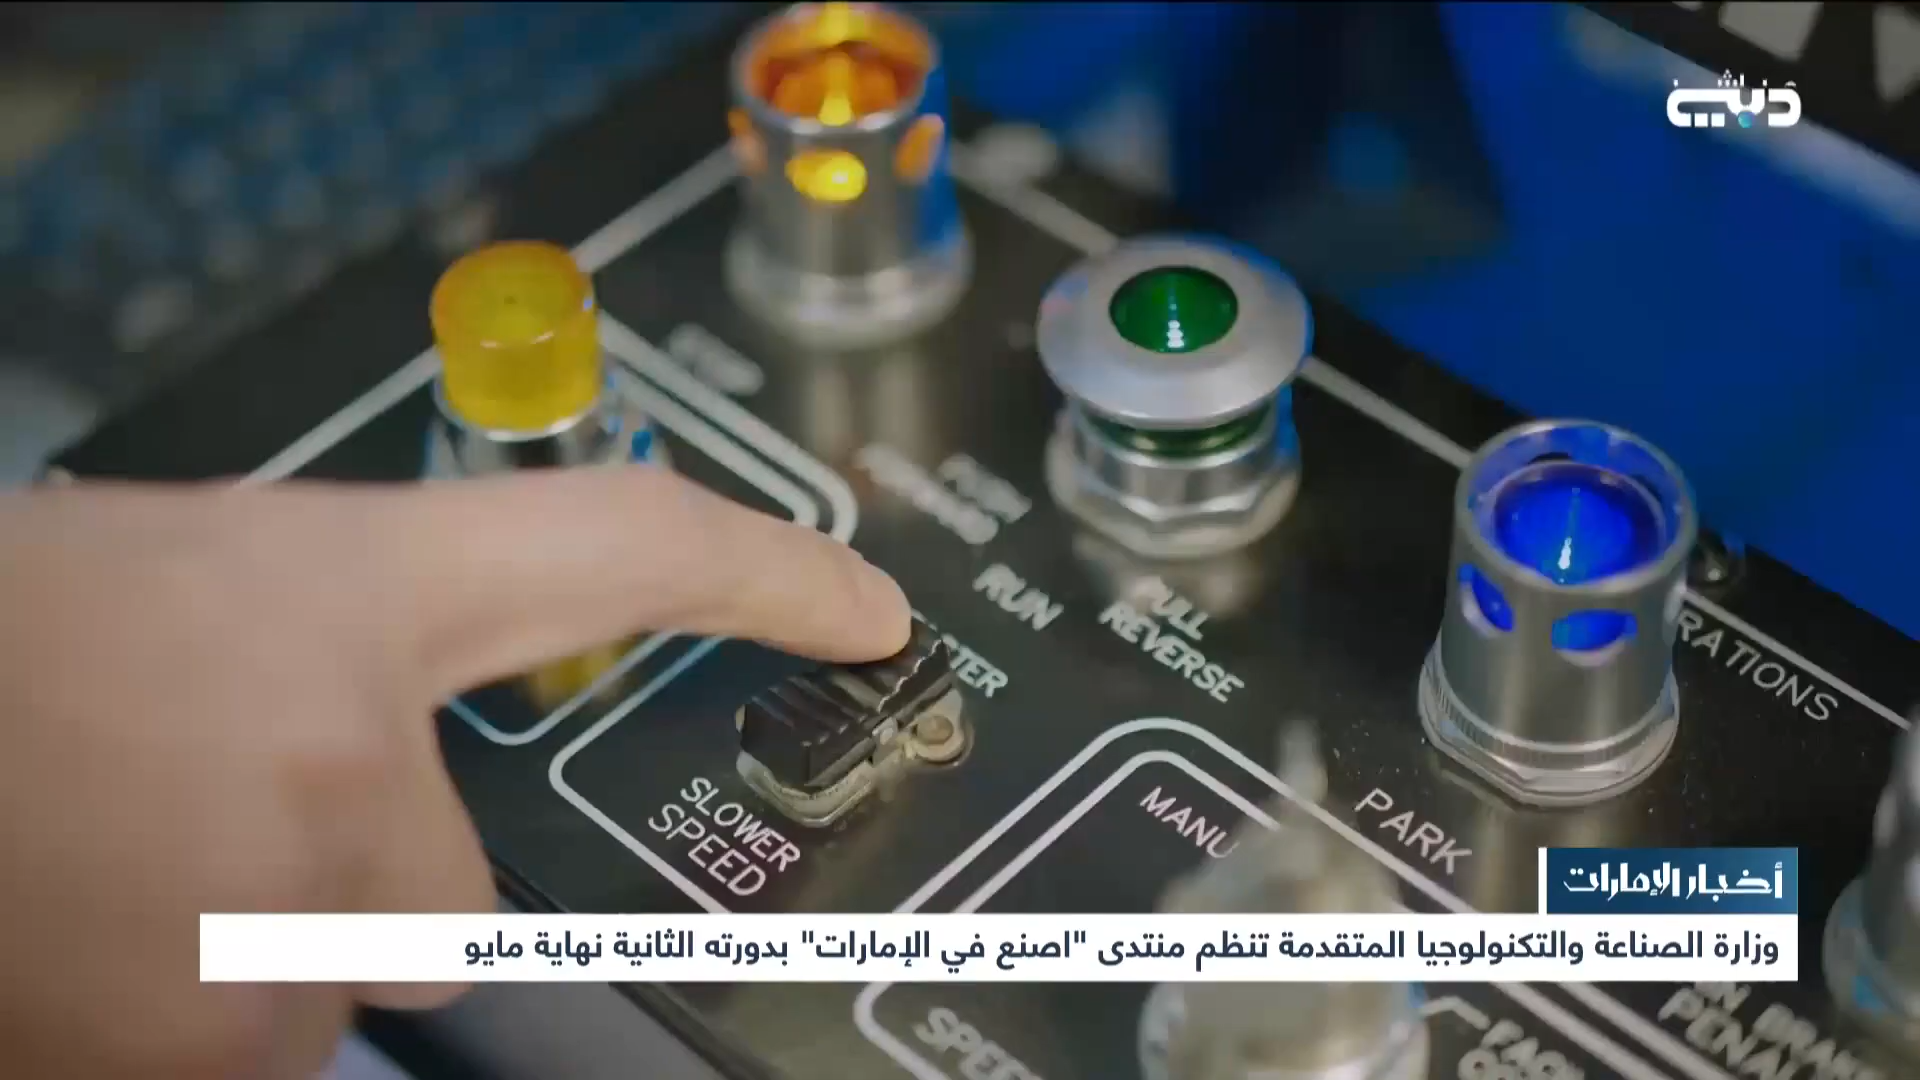 دبي
RUN
PULL
REVERSE
SLOWER
SPEED
MANU
PARK
RATIONS
أخبار الإمارات
وزارة الصناعة والتكنولوجيا المتقدمة تنظم منتدى "اصنع في الإمارات" بدورته الثانية نهاية مايو